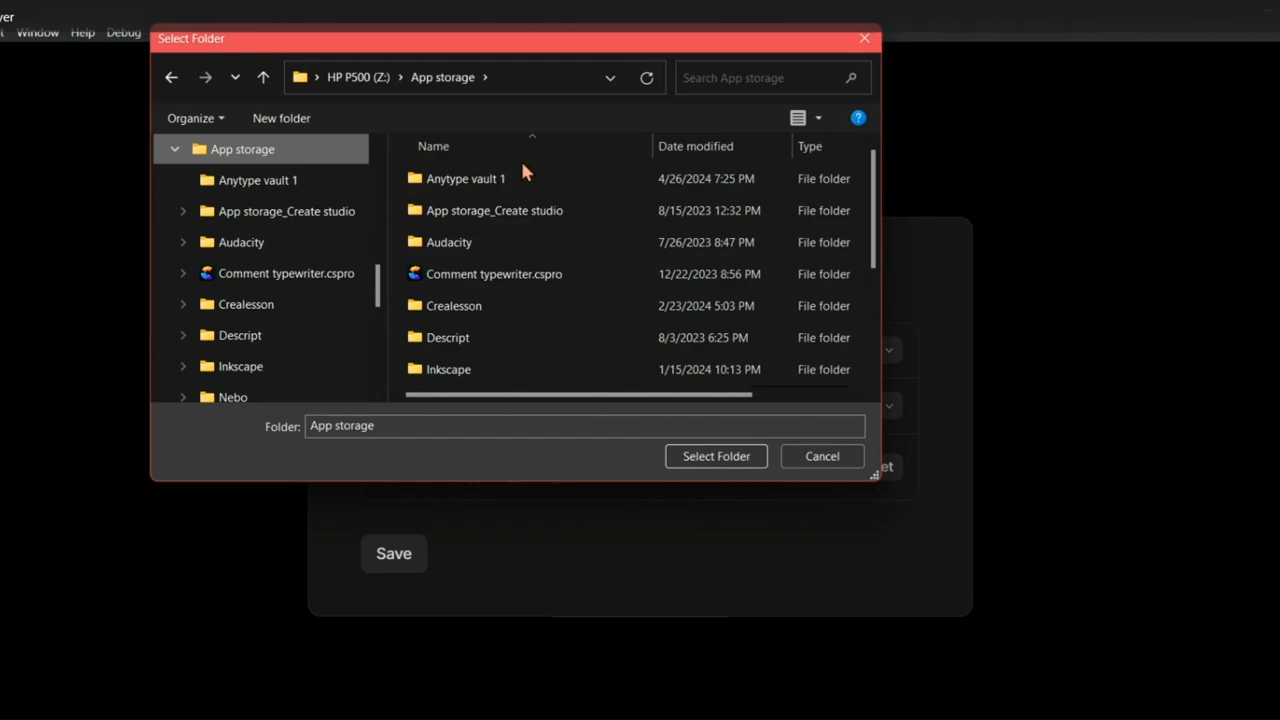 yer
t Window Help Debug
Select Folder
HP P500 (Z:) > App storage >
Search App storage
Organize
New folder
App storage
Anytype vault 1
App storage_Create studio
Audacity
Comment typewriter.cspro
Crealesson
Descript
Inkscape
Nebo
Name Date modified Type
Anytype vault 1 4/26/2024 7:25 PM File folder
App storage_Create studio 8/15/2023 12:32 PM File folder
Audacity 7/26/2023 8:47 PM File folder
Comment typewriter.cspro 12/22/2023 8:56 PM File folder
Crealesson 2/23/2024 5:03 PM File folder
Descript 8/3/2023 6:25 PM File folder
Inkscape 1/15/2024 10:13 PM File folder
Folder: App storage
Select Folder Cancel
et
Save